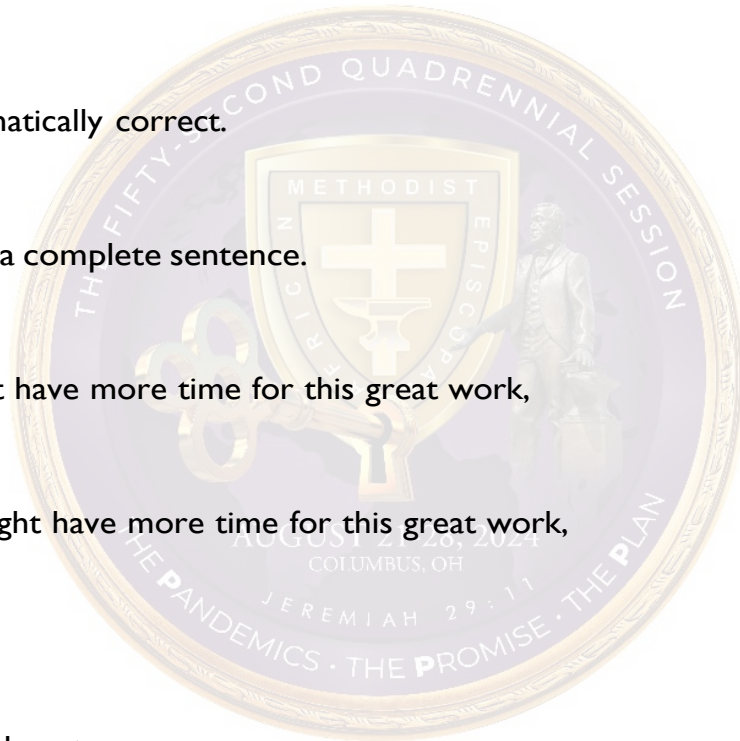 THE FIFTY-SECOND QUADRENNIAL SESSION
matically correct.
METHODIST
EPISCOPAL
a complete sentence.
have more time for this great work,
ght have more time for this great work,
AUGUST 21-28, 2024
COLUMBUS, OH
JEREMIAH 29:11
THE PANDEMICS · THE PROMISE · THE PLAN